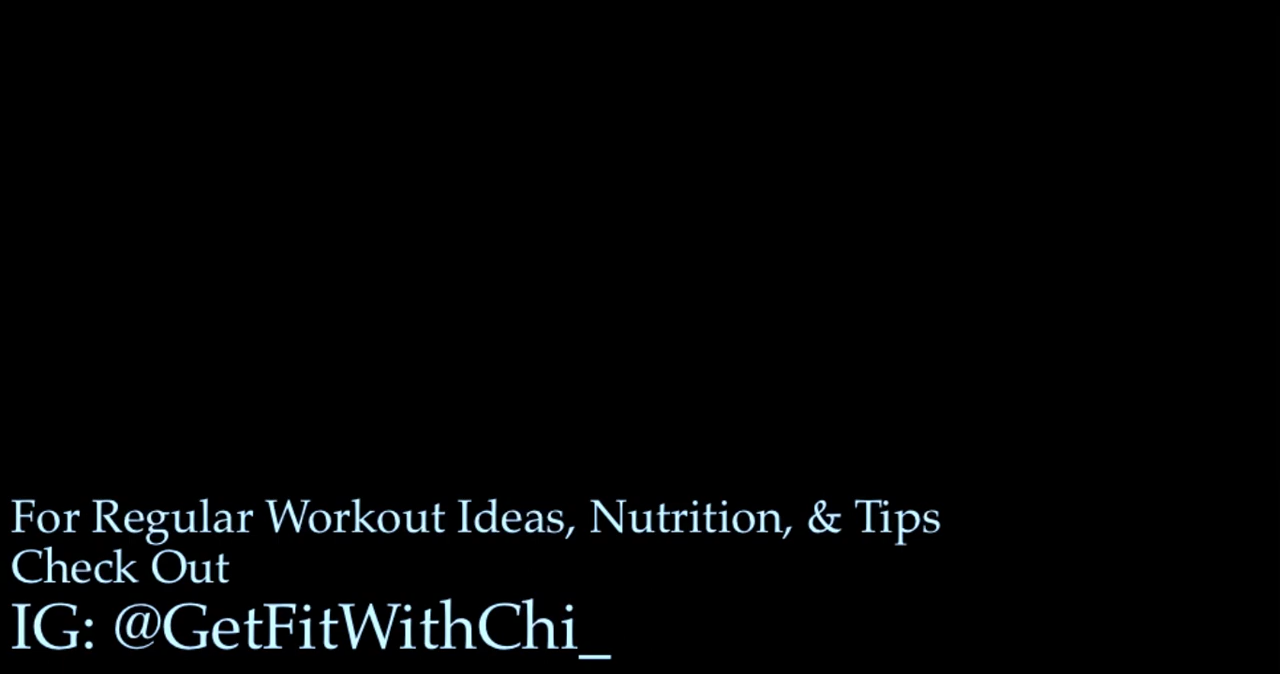 For Regular Workout Ideas, Nutrition, & Tips
Check Out
IG: @GetFitWithChi_